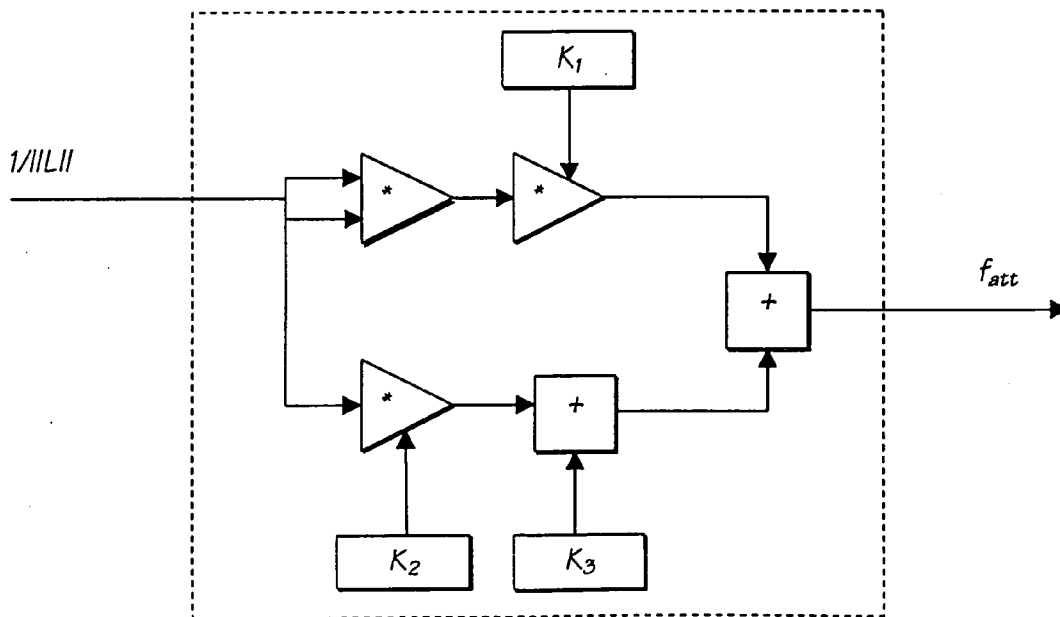 K₁
1/||L||
*
*
+
f_att
*
+
K₂
K₃